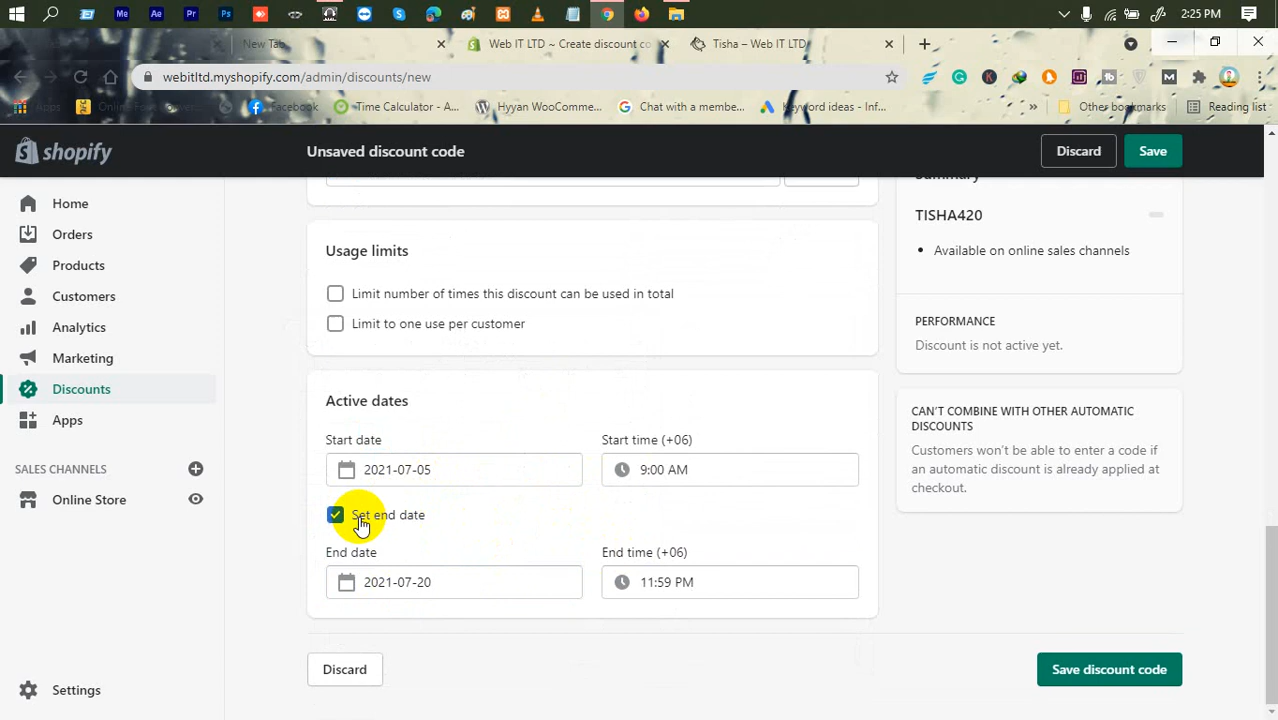 Me
Ae
Pr
Ps
2:25 PM
New Tab
Web IT LTD ~ Create discount co
Tisha – Web IT LTD
webitltd.myshopify.com/admin/discounts/new
Apps
Facebook
Time Calculator - A...
Hyyan WooComme...
Chat with a membe...
Keyword ideas - Inf...
Other bookmarks
Reading list
shopify
Unsaved discount code
Discard
Save
Home
Orders
Products
Customers
Analytics
Marketing
Discounts
Apps
SALES CHANNELS
Online Store
Settings
Usage limits
Limit number of times this discount can be used in total
Limit to one use per customer
Active dates
Start date
Start time (+06)
2021-07-05
9:00 AM
Set end date
End date
End time (+06)
2021-07-20
11:59 PM
Discard
Save discount code
Summary
TISHA420
Available on online sales channels
PERFORMANCE
Discount is not active yet.
CAN'T COMBINE WITH OTHER AUTOMATIC
DISCOUNTS
Customers won't be able to enter a code if
an automatic discount is already applied at
checkout.